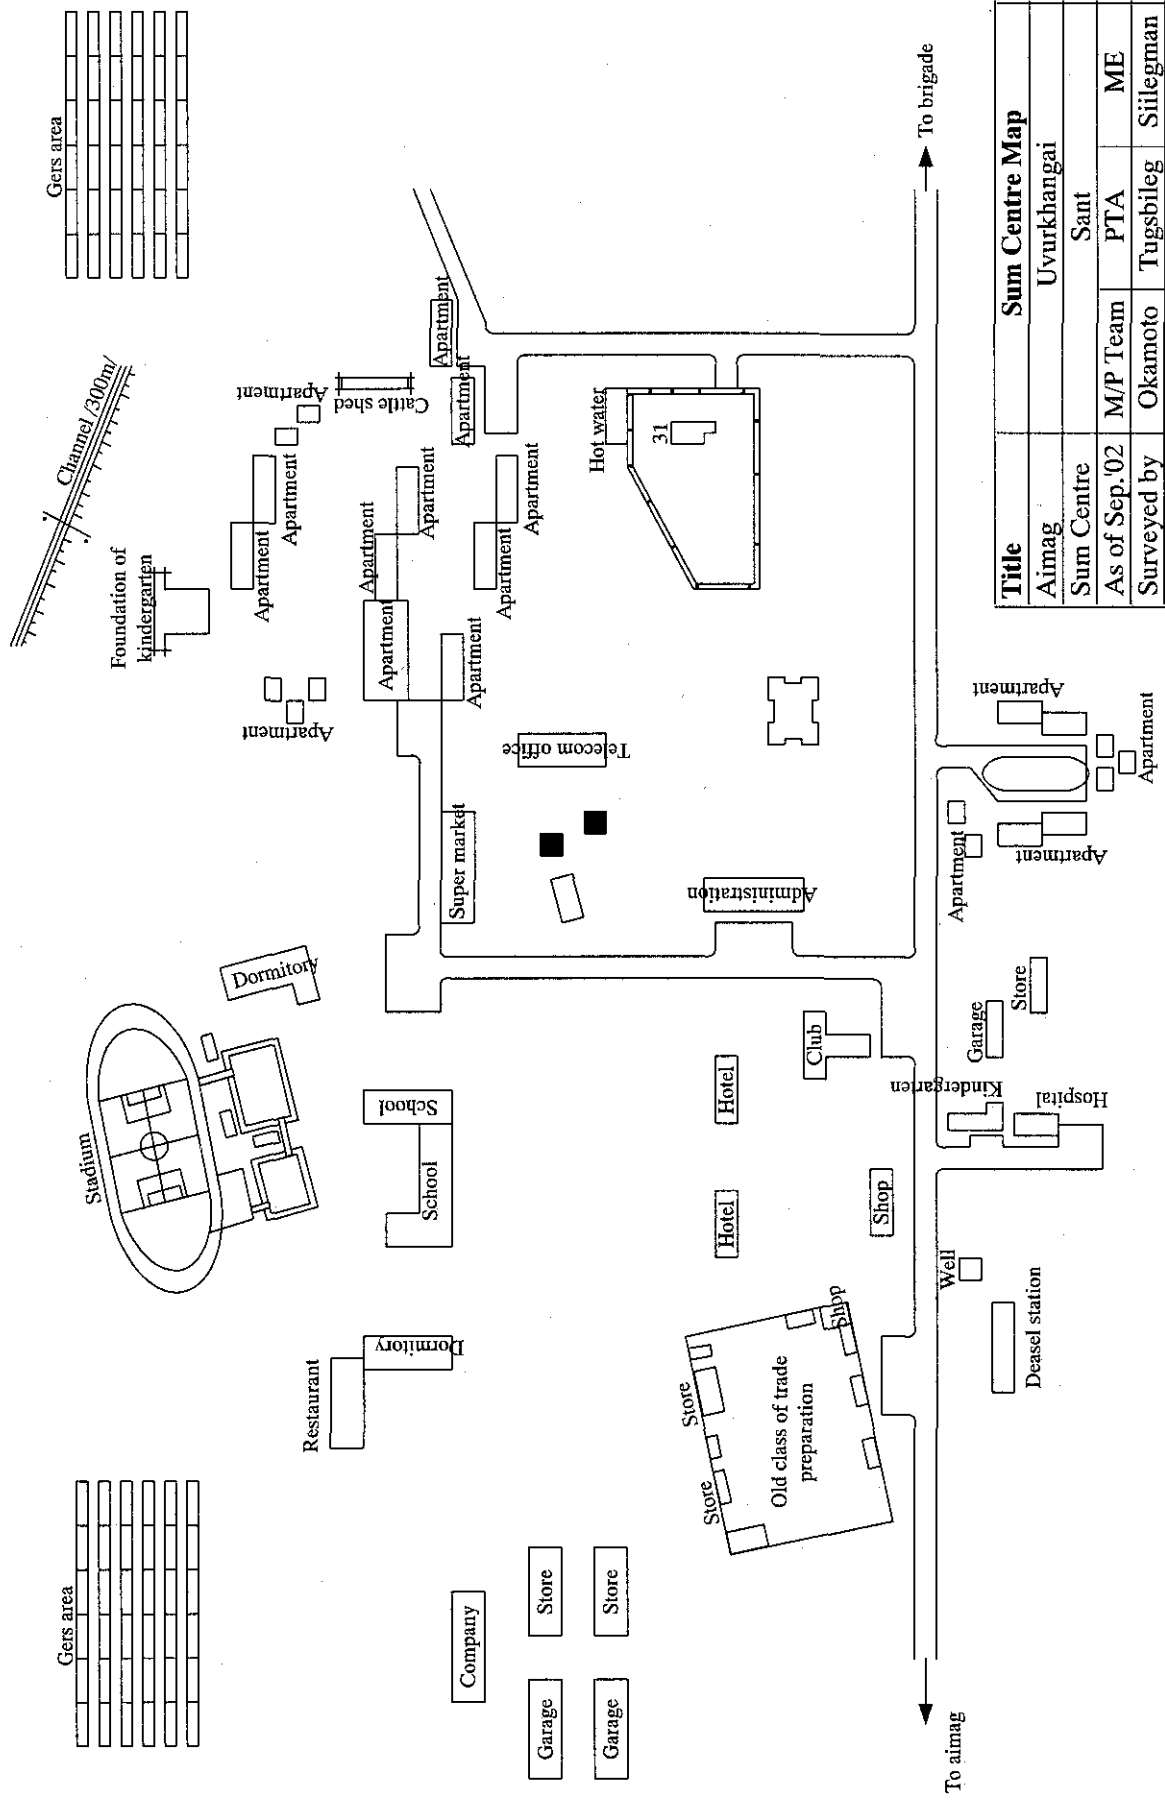 Gers area
Gers area
Channel /300m/
Stadium
Foundation of
kindergarten
Dormitory
Apartment
Apartment
Apartment
Apartment
Cattle shed
Restaurant
Dormitory
School
School
Apartment
Apartment
Apartment
Apartment
Apartment
Apartment
Apartment
Apartment
Company
Super market
Telecom office
Garage
Store
Garage
Store
Hot water
31
Store
Store
Shop
Old class of trade
preparation
Hotel
Hotel
Administration
Club
Shop
Kindergarten
Hospital
Garage
Store
Well
Deasel station
Apartment
Apartment
Apartment
Apartment
To aimag
To brigade
Title Sum Centre Map
Aimag Uvurkhangai
Sum Centre Sant
As of Sep.'02 M/P Team PTA ME
Surveyed by Okamoto Tugsbileg Siilegman